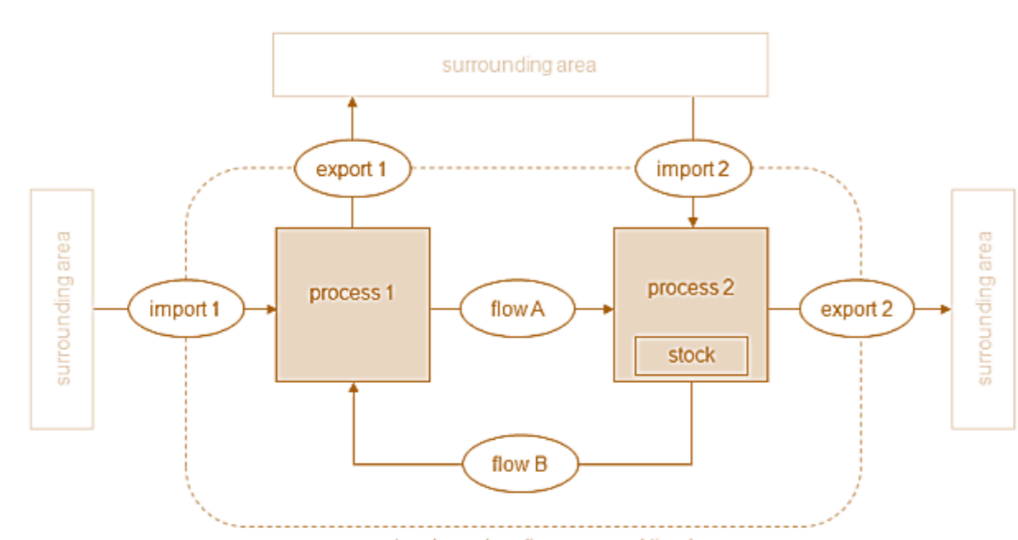 surrounding area
export 1
import 2
surrounding area
process 1
process 2
surrounding area
import 1
flow A
export 2
stock
flow B